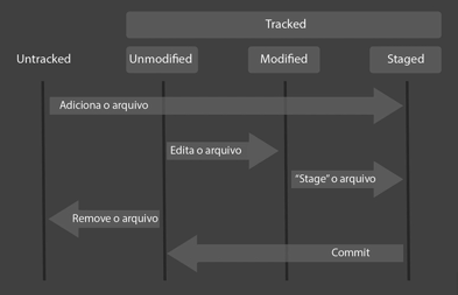 Tracked
Untracked
Unmodified
Modified
Staged
Adiciona o arquivo
Edita o arquivo
“Stage” o arquivo
Remove o arquivo
Commit